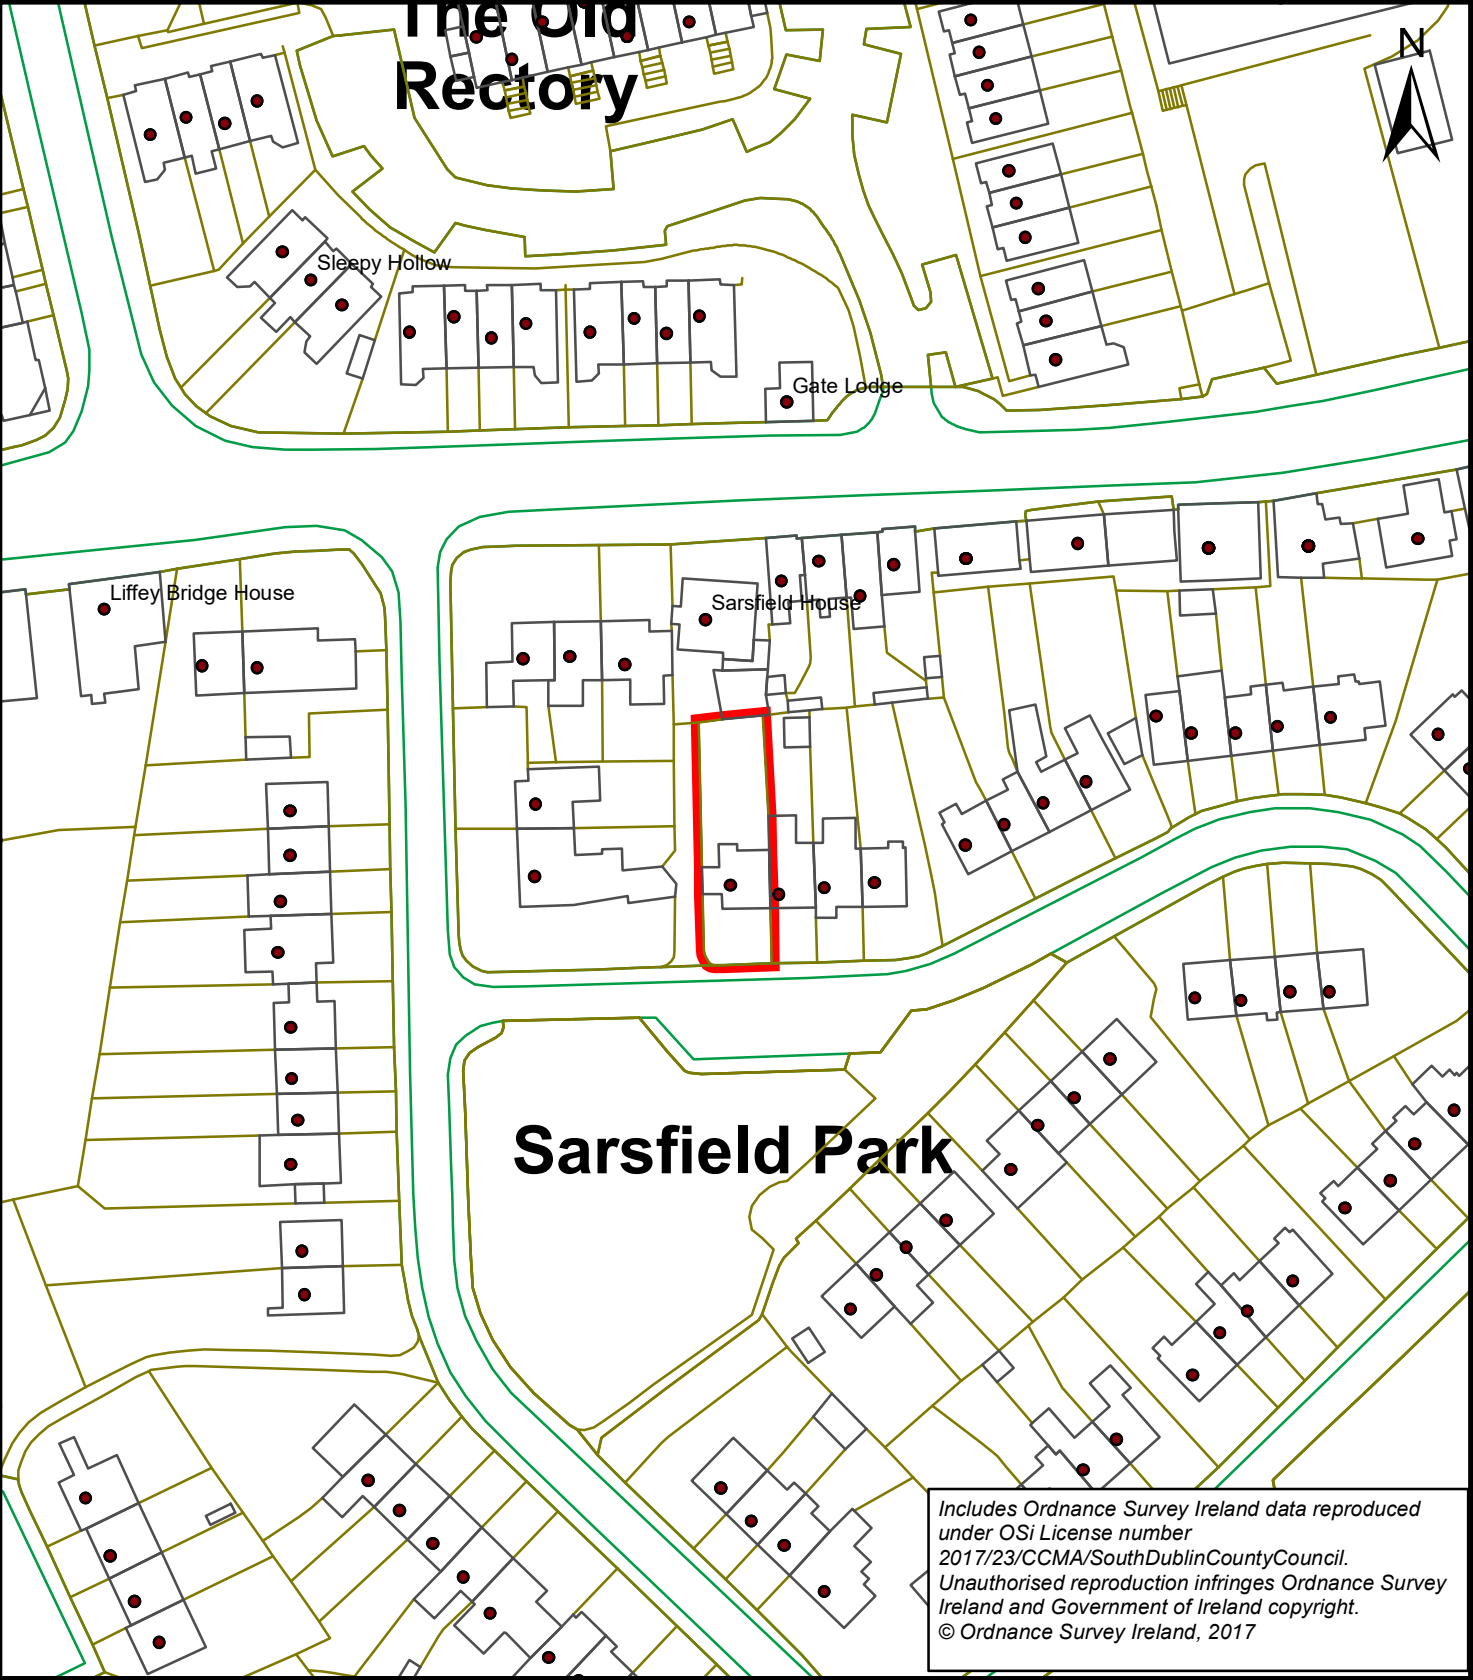 The Old
Rectory
N
Sleepy Hollow
Gate Lodge
Liffey Bridge House
Sarsfield House
Sarsfield Park
Includes Ordnance Survey Ireland data reproduced
under OSi License number
2017/23/CCMA/SouthDublinCountyCouncil.
Unauthorised reproduction infringes Ordnance Survey
Ireland and Government of Ireland copyright.
© Ordnance Survey Ireland, 2017